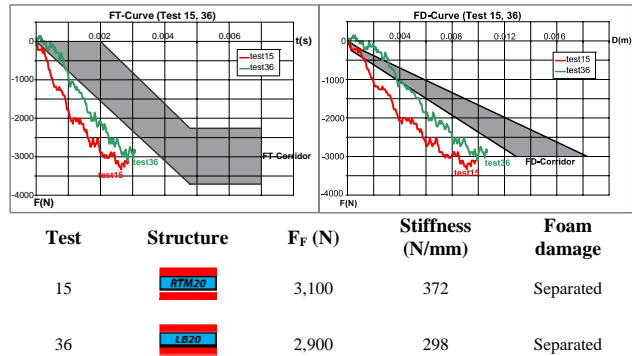 FT-Curve (Test 15, 36)
0 0.002 0.004 0.006
t(s)
0
-1000
-2000
-3000
-4000
F(N)
test15
test36
FT-Corridor
test36
test15
FD-Curve (Test 15, 36)
0 0.004 0.008 0.012 0.016
D(m)
0
-1000
-2000
-3000
-4000
F(N)
test15
test36
FD-Corridor
test36
test15
Test Structure FF (N) Stiffness (N/mm) Foam damage
15 RTM20 3,100 372 Separated
36 LB20 2,900 298 Separated